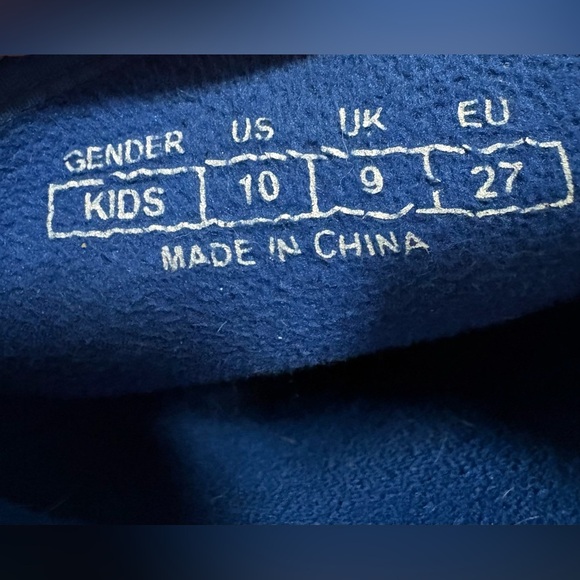 GENDER US UK EU
KIDS 10 9 27
MADE IN CHINA